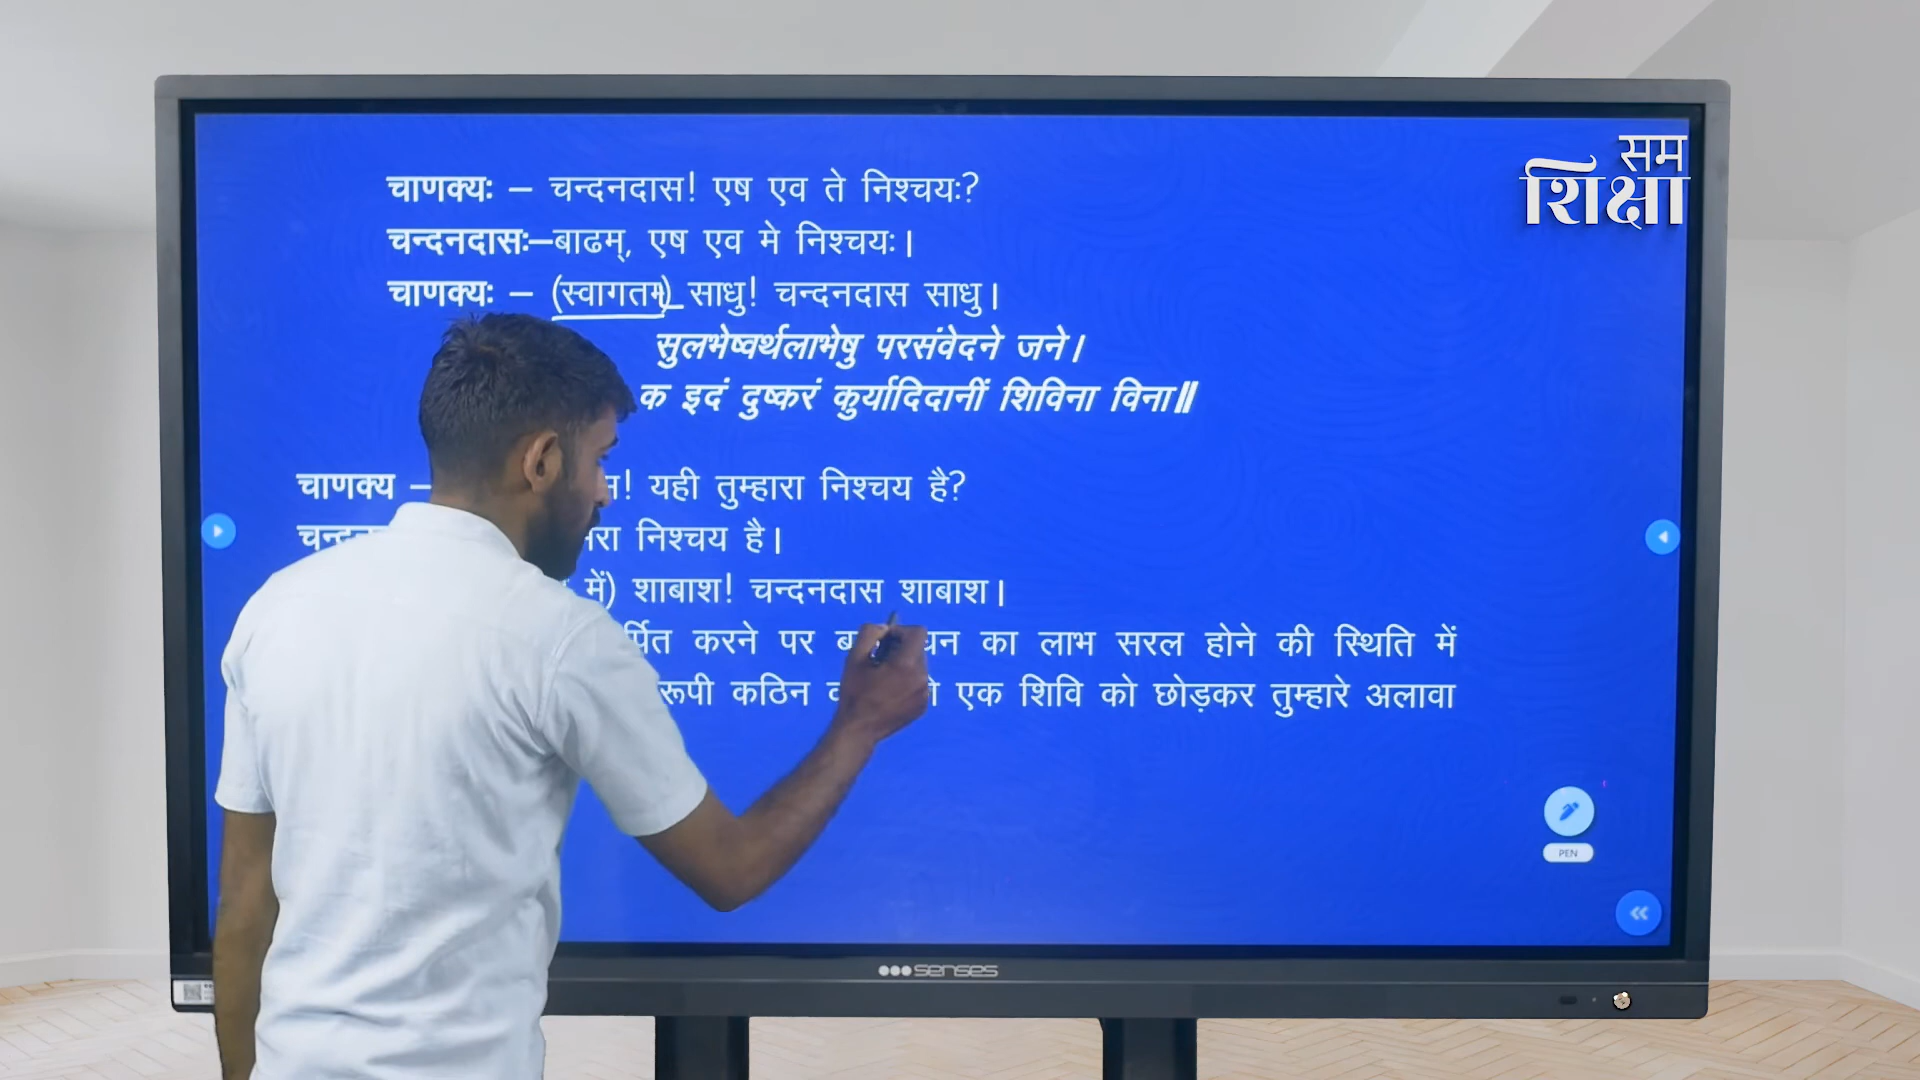 सम
शिक्षा
चाणक्यः – चन्दनदास! एष एव ते निश्चयः?
चन्दनदासः–बाढम्, एष एव मे निश्चयः।
चाणक्यः – (स्वागतम्) साधु! चन्दनदास साधु।
सुलभेष्वर्थलाभेषु परसंवेदने जने।
क इदं दुष्करं कुर्यादिदानीं शिविना विना॥
चाणक्य – यही तुम्हारा निश्चय है?
निश्चय है।
में) शाबाश! चन्दनदास शाबाश।
करने पर का लाभ सरल होने की स्थिति में
रूपी कठिन एक शिवि को छोड़कर तुम्हारे अलावा
PEN
senses